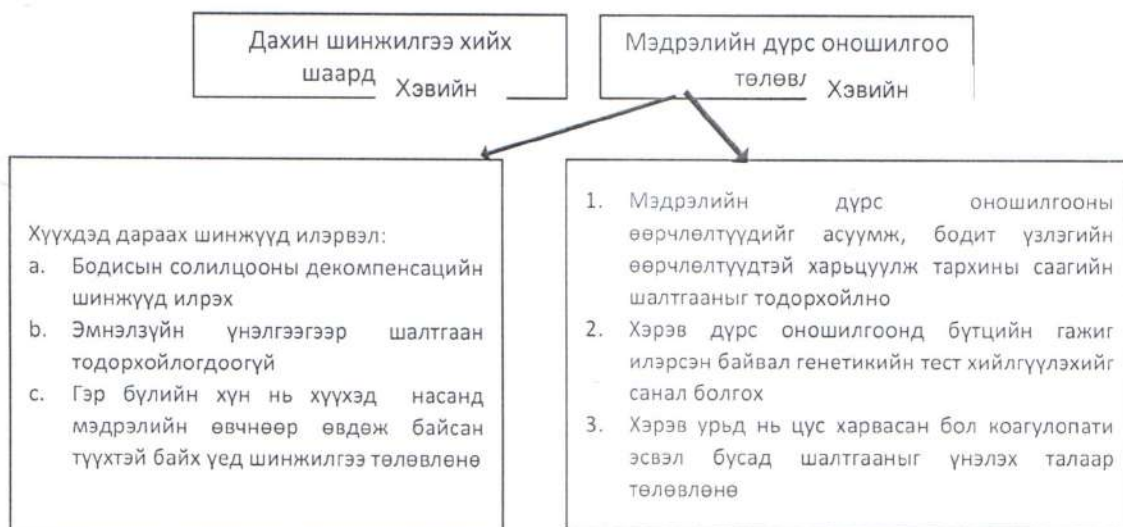 Дахин шинжилгээ хийх
шаард
Хэвийн
Мэдрэлийн дүрс оношилгоо
төлөв
Хэвийн
Хүүхдэд дараах шинжүүд илэрвэл:
a. Бодисын солилцооны декомпенсацийн
шинжүүд илрэх
b. Эмнэлзүйн үнэлгээгээр шалтгаан
тодорхойлогдоогүй
c. Гэр бүлийн хүн нь хүүхэд насанд
мэдрэлийн өвчнөөр өвдөж байсан
түүхтэй байх үед шинжилгээ төлөвлөнө
1. Мэдрэлийн дүрс оношилгооны
өөрчлөлтүүдийг асуумж, бодит үзлэгийн
өөрчлөлтүүдтэй харьцуулж тархины саагийн
шалтгааныг тодорхойлно
2. Хэрэв дүрс оношилгоонд бүтцийн гажиг
илэрсэн байвал генетикийн тест хийлгүүлэхийг
санал болгох
3. Хэрэв урьд нь цус харвасан бол коагулопати
эсвэл бусад шалтгааныг үнэлэх талаар
төлөвлөнө